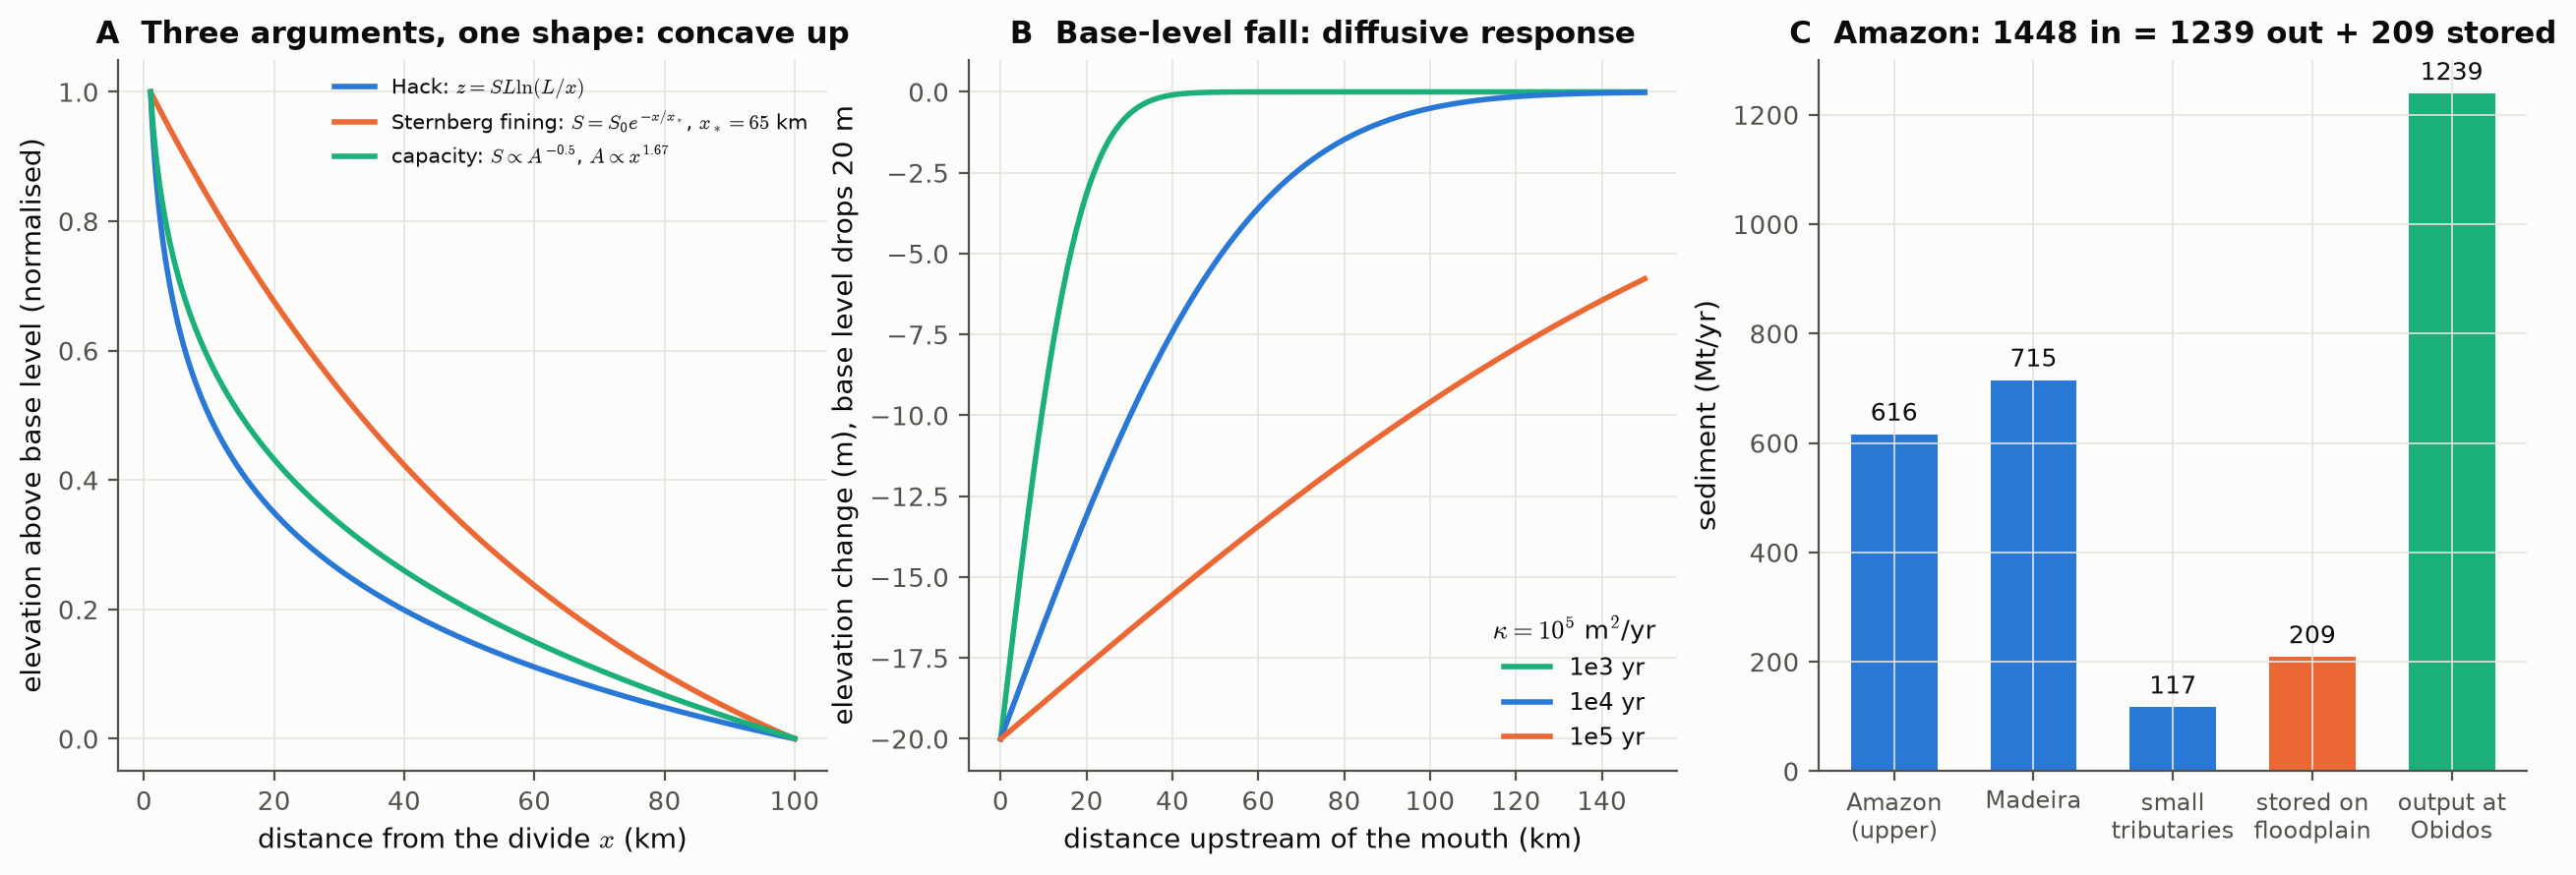 A  Three arguments, one shape: concave up
elevation above base level (normalised)
1.0
0.8
0.6
0.4
0.2
0.0
Hack: z = SL ln(L/x)
Sternberg fining: S = S₀e^(−x/x*), x* = 65 km
capacity: S ∝ A^−0.5, A ∝ x^1.67
0 20 40 60 80 100
distance from the divide x (km)
B  Base-level fall: diffusive response
elevation change (m), base level drops 20 m
0.0
−2.5
−5.0
−7.5
−10.0
−12.5
−15.0
−17.5
−20.0
κ = 10⁵ m²/yr
1e3 yr
1e4 yr
1e5 yr
0 20 40 60 80 100 120 140
distance upstream of the mouth (km)
C  Amazon: 1448 in = 1239 out + 209 stored
sediment (Mt/yr)
1200
1000
800
600
400
200
0
616
715
117
209
1239
Amazon
(upper)
Madeira
small
tributaries
stored on
floodplain
output at
Obidos